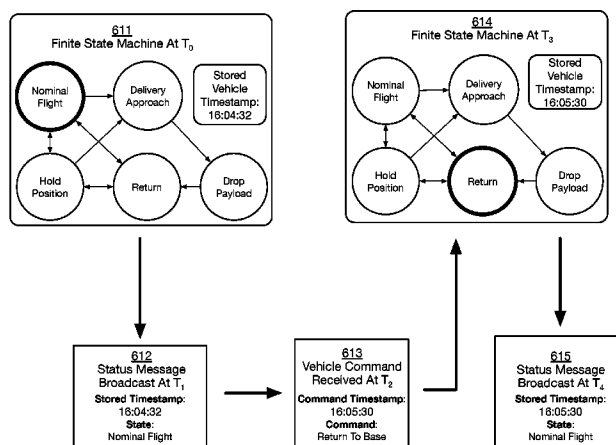 611
Finite State Machine At T0
Nominal
Flight
Delivery
Approach
Stored
Vehicle
Timestamp:
16:04:32
Hold
Position
Return
Drop
Payload
614
Finite State Machine At T3
Nominal
Flight
Delivery
Approach
Stored
Vehicle
Timestamp:
16:05:30
Hold
Position
Return
Drop
Payload
612
Status Message
Broadcast At T1
Stored Timestamp:
16:04:32
State:
Nominal Flight
613
Vehicle Command
Received At T2
Command Timestamp:
16:05:30
Command:
Return To Base
615
Status Message
Broadcast At T4
Stored Timestamp:
16:05:30
State:
Nominal Flight